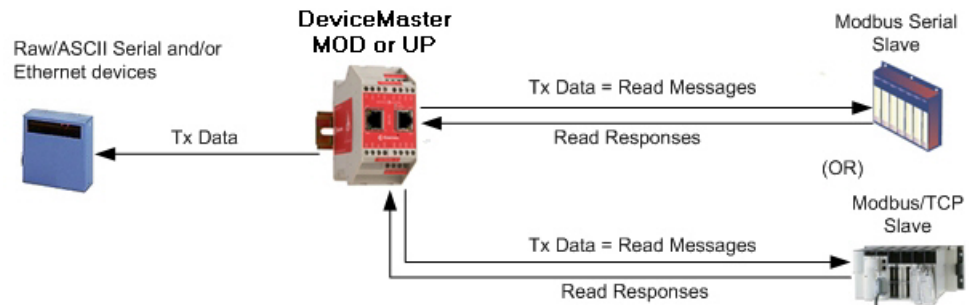 DeviceMaster
MOD or UP
Raw/ASCII Serial and/or
Ethernet devices
Tx Data
Tx Data = Read Messages
Read Responses
Modbus Serial
Slave
(OR)
Modbus/TCP
Slave
Tx Data = Read Messages
Read Responses